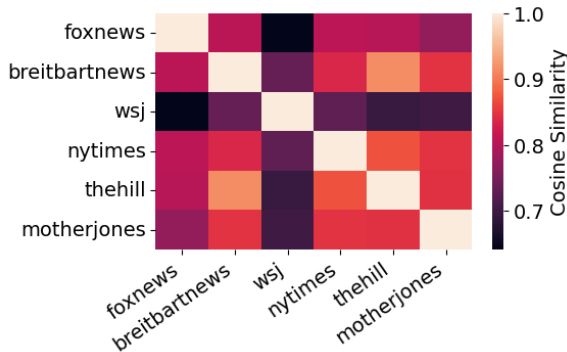 foxnews
breitbartnews
wsj
nytimes
thehill
motherjones
foxnews
breitbartnews
wsj
nytimes
thehill
motherjones
1.0
0.9
0.8
0.7
Cosine Similarity